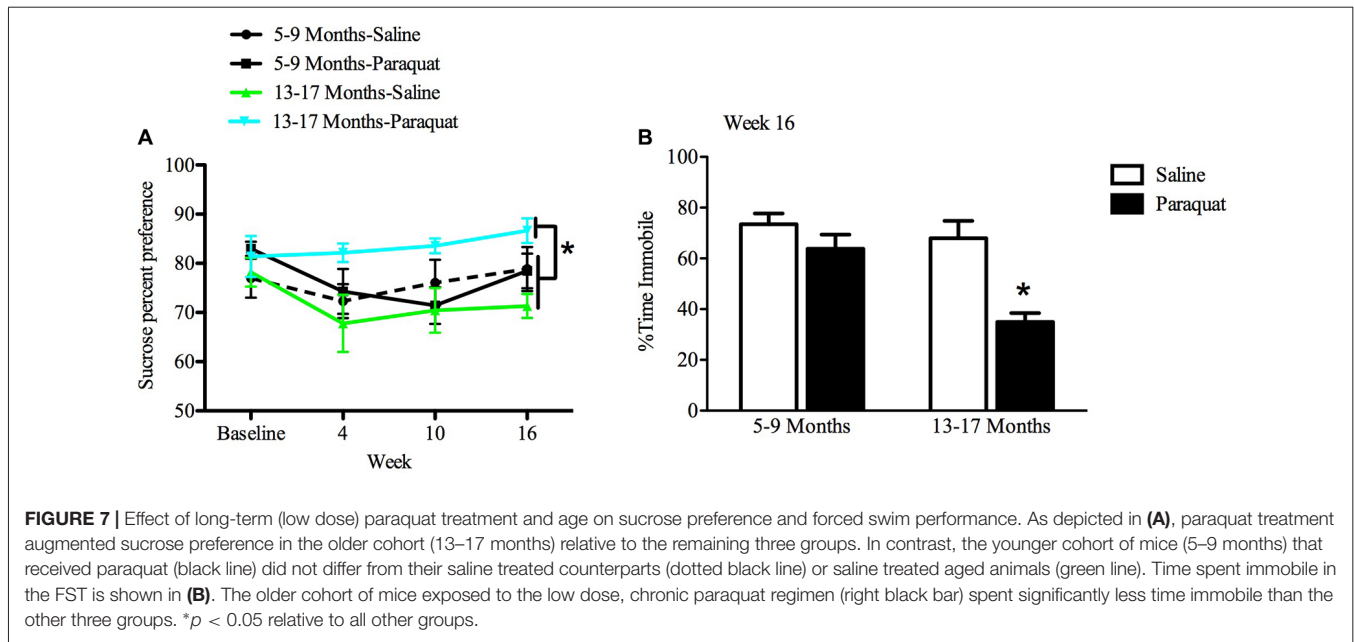 5-9 Months-Saline
5-9 Months-Paraquat
13-17 Months-Saline
13-17 Months-Paraquat
A
Sucrose percent preference
100
90
80
70
60
50
*
Baseline
4
10
16
Week
B
Week 16
%Time Immobile
100
80
60
40
20
0
*
5-9 Months
13-17 Months
Saline
Paraquat
FIGURE 7 | Effect of long-term (low dose) paraquat treatment and age on sucrose preference and forced swim performance. As depicted in (A), paraquat treatment
augmented sucrose preference in the older cohort (13–17 months) relative to the remaining three groups. In contrast, the younger cohort of mice (5–9 months) that
received paraquat (black line) did not differ from their saline treated counterparts (dotted black line) or saline treated aged animals (green line). Time spent immobile in
the FST is shown in (B). The older cohort of mice exposed to the low dose, chronic paraquat regimen (right black bar) spent significantly less time immobile than the
other three groups. *p < 0.05 relative to all other groups.